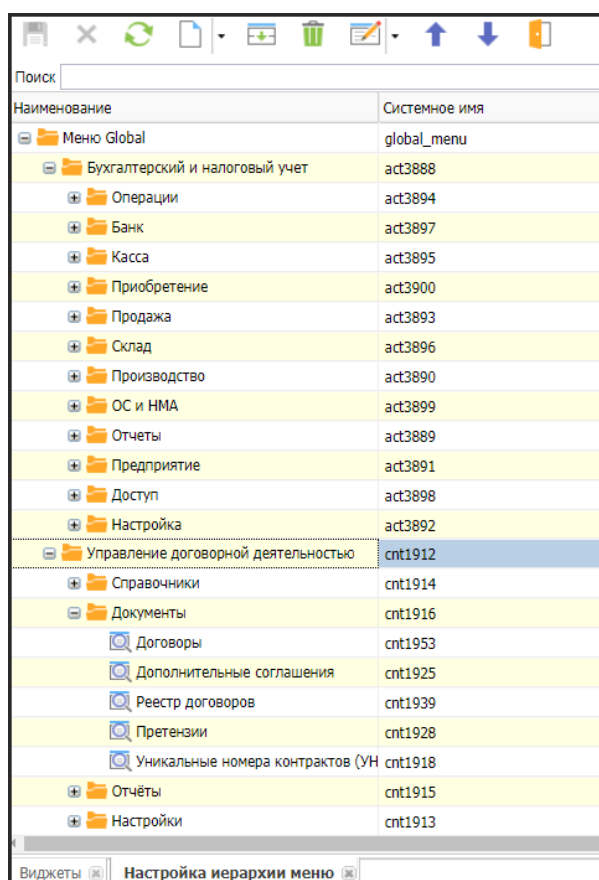 Поиск
Наименование Системное имя
Меню Global global_menu
Бухгалтерский и налоговый учет act3888
Операции act3894
Банк act3897
Касса act3895
Приобретение act3900
Продажа act3893
Склад act3896
Производство act3890
ОС и НМА act3899
Отчеты act3889
Предприятие act3891
Доступ act3898
Настройка act3892
Управление договорной деятельностью cnt1912
Справочники cnt1914
Документы cnt1916
Договоры cnt1953
Дополнительные соглашения cnt1925
Реестр договоров cnt1939
Претензии cnt1928
Уникальные номера контрактов (УН cnt1918
Отчёты cnt1915
Настройки cnt1913
Виджеты Настройка иерархии меню